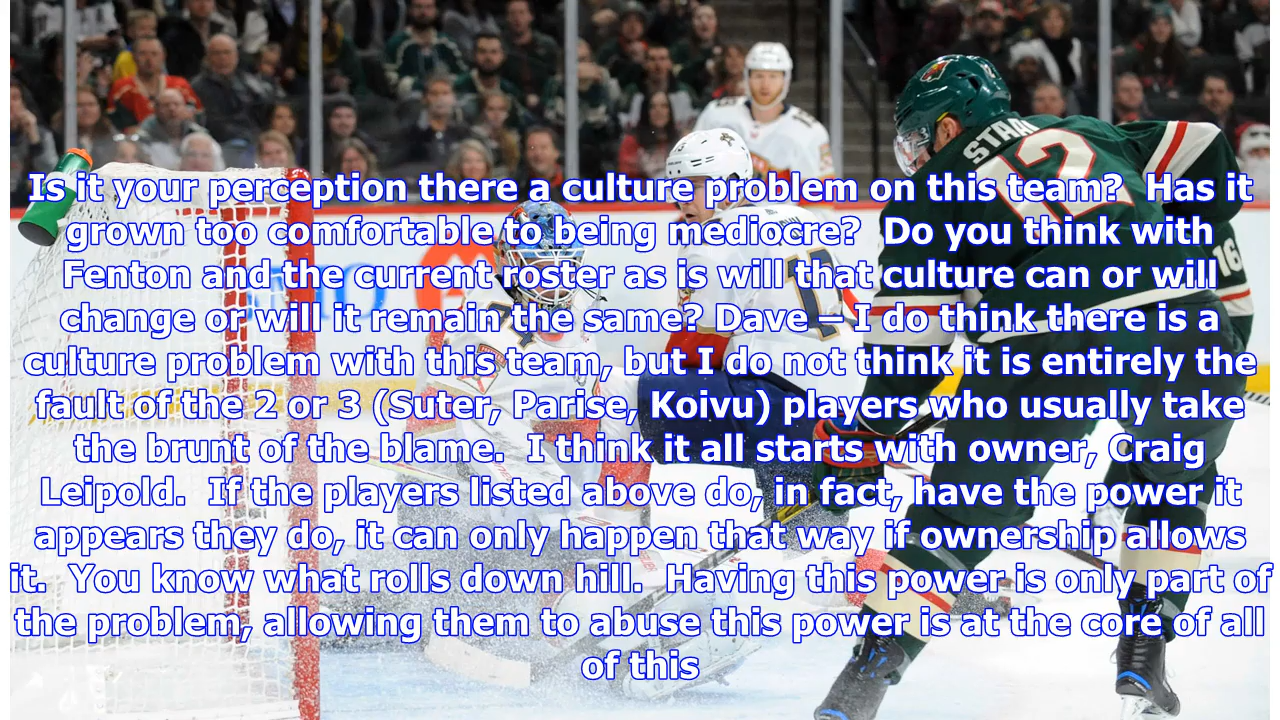 Is it your perception there a culture problem on this team?  Has it
grown too comfortable to being mediocre?  Do you think with
Fenton and the current roster as is will that culture can or will
change or will it remain the same? Dave – I do think there is a
culture problem with this team, but I do not think it is entirely the
fault of the 2 or 3 (Suter, Parise, Koivu) players who usually take
the brunt of the blame.  I think it all starts with owner, Craig
Leipold.  If the players listed above do, in fact, have the power it
appears they do, it can only happen that way if ownership allows
it.  You know what rolls down hill.  Having this power is only part of
the problem, allowing them to abuse this power is at the core of all
of this
STAAL
12
16